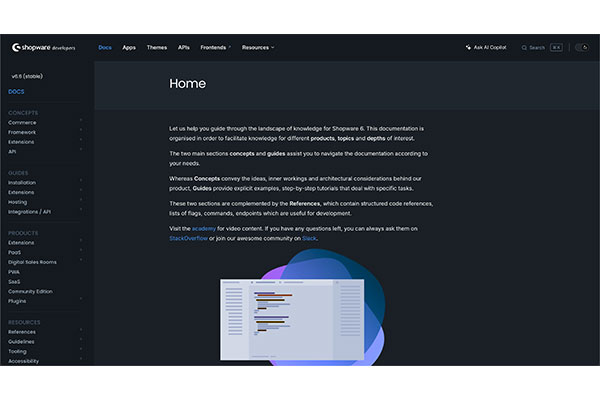 shopware developers
Docs Apps Themes APIs Frontends Resources
Ask AI Copilot Search ⌘ K
v6.6 (stable)
DOCS
CONCEPTS
Commerce
Framework
Extensions
API
GUIDES
Installation
Extensions
Hosting
Integrations / API
PRODUCTS
Extensions
PaaS
Digital Sales Rooms
PWA
SaaS
Community Edition
Plugins
RESOURCES
References
Guidelines
Tooling
Accessibility
Home
Let us help you guide through the landscape of knowledge for Shopware 6. This documentation is
organised in order to facilitate knowledge for different products, topics and depths of interest.
The two main sections concepts and guides assist you to navigate the documentation according to
your needs.
Whereas Concepts convey the ideas, inner workings and architectural considerations behind our
product, Guides provide explicit examples, step-by-step tutorials that deal with specific tasks.
These two sections are complemented by the References, which contain structured code references,
lists of flags, commands, endpoints which are useful for development.
Visit the academy for video content. If you have any questions left, you can always ask them on
StackOverflow or join our awesome community on Slack.